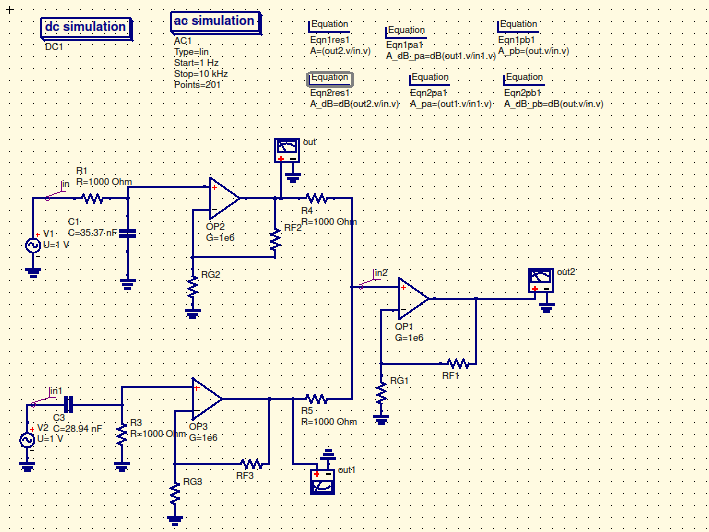 dc simulation
DC1
ac simulation
AC1
Type=lin
Start=1 Hz
Stop=10 kHz
Points=201
Equation
Eqn1res1
A=(out2.v/in.v)
Equation
Eqn1pa1
A_dB_pa=dB(out1.v/in1.v)
Equation
Eqn1pb1
A_pb=(out.v/in.v)
Equation
Eqn2res1
A_dB=dB(out2.v/in.v)
Equation
Eqn2pa1
A_pa=(out1.v/in1.v)
Equation
Eqn2pb1
A_dB_pb=dB(out.v/in.v)
out
R1
R=1000 Ohm
in
C1
C=35.37 nF
V1
U=1 V
OP2
G=1e6
RF2
RG2
R4
R=1000 Ohm
in2
out2
OP1
G=1e6
RF1
RG1
in1
C3
C=28.94 nF
V2
U=1 V
R3
R=1000 Ohm
OP3
G=1e6
R5
R=1000 Ohm
RF3
RG3
out1